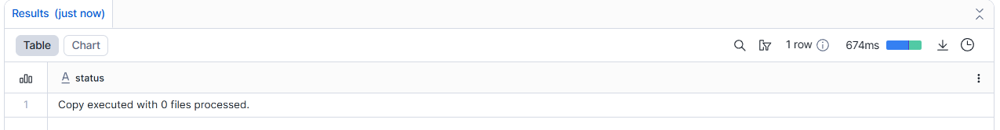 Results (just now)
Table Chart 1 row 674ms
A status
1 Copy executed with 0 files processed.